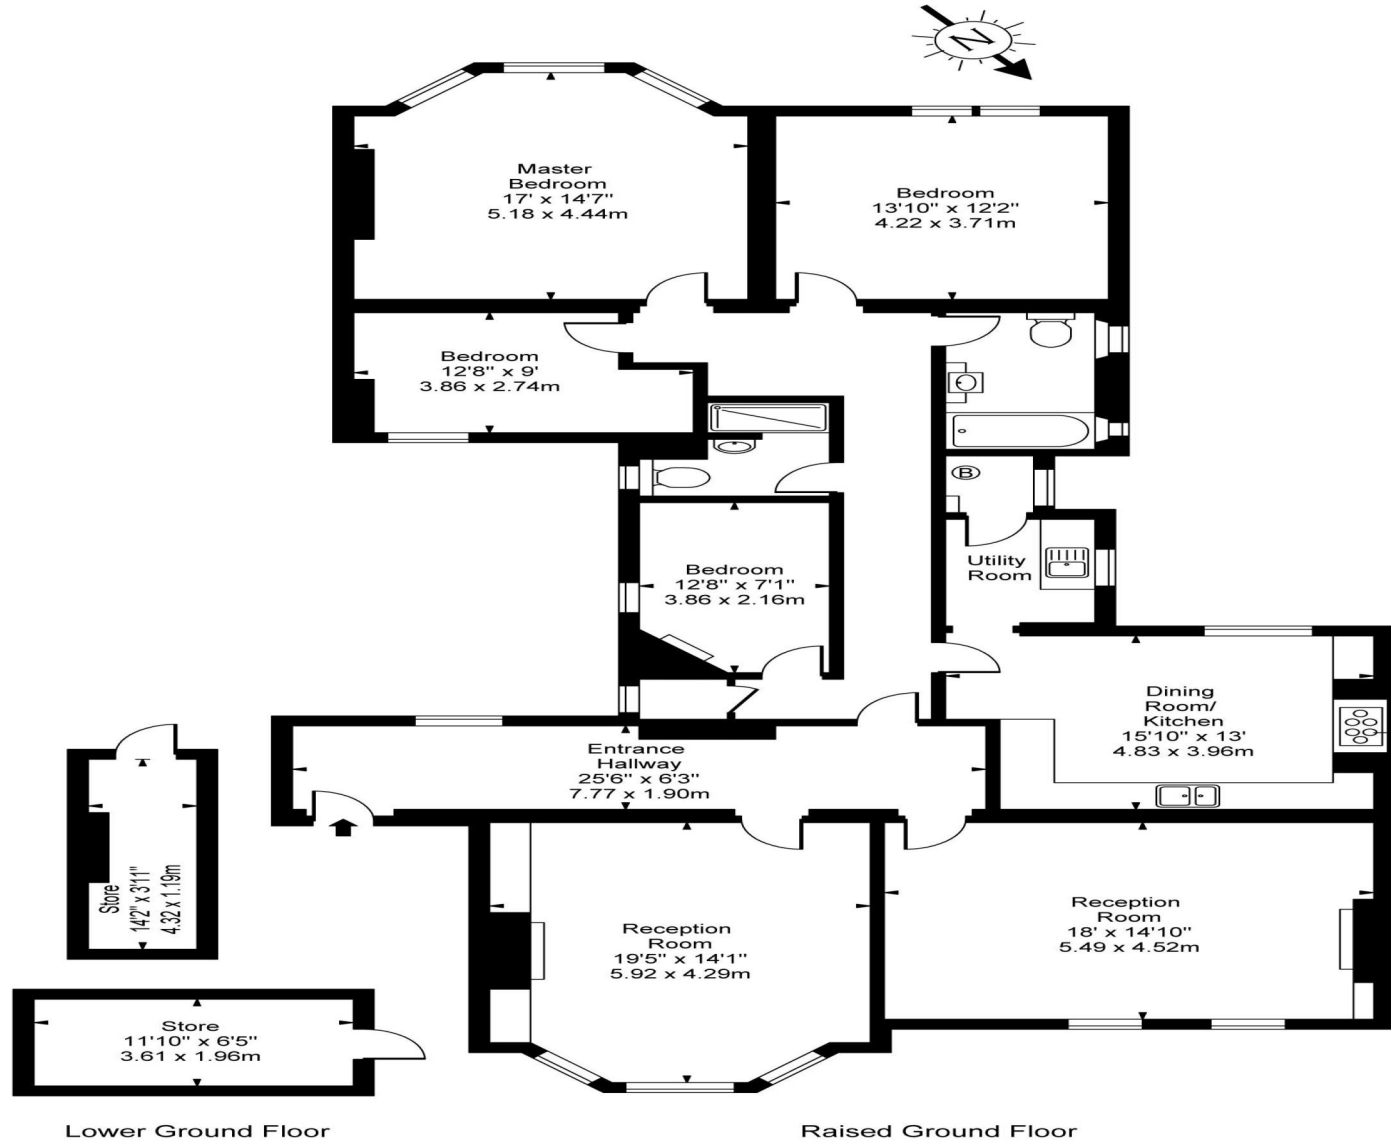 N
Master
Bedroom
17' x 14'7"
5.18 x 4.44m
Bedroom
13'10" x 12'2"
4.22 x 3.71m
Bedroom
12'8" x 9'
3.86 x 2.74m
B
Utility
Room
Bedroom
12'8" x 7'1"
3.86 x 2.16m
Dining
Room/
Kitchen
15'10" x 13'
4.83 x 3.96m
Entrance
Hallway
25'6" x 6'3"
7.77 x 1.90m
Store
14'2" x 3'11"
4.32 x 1.19m
Reception
Room
19'5" x 14'1"
5.92 x 4.29m
Reception
Room
18' x 14'10"
5.49 x 4.52m
Store
11'10" x 6'5"
3.61 x 1.96m
Lower Ground Floor
Raised Ground Floor